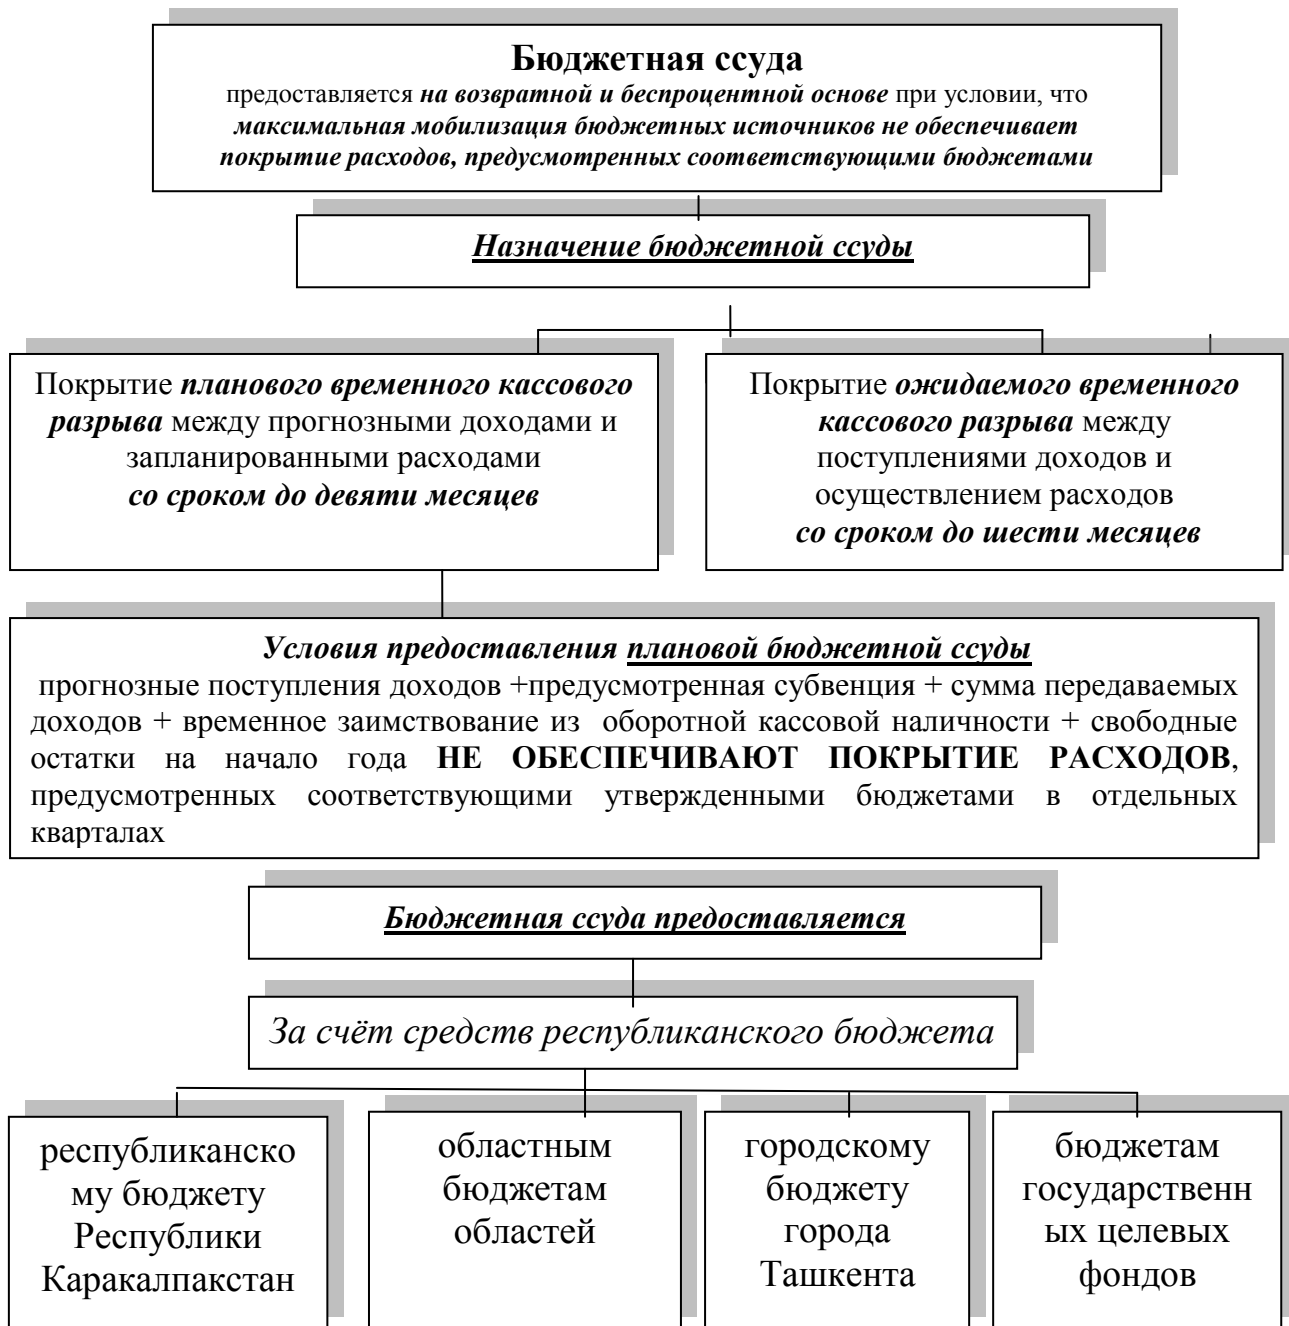 Бюджетная ссуда
предоставляется на возвратной и беспроцентной основе при условии, что
максимальная мобилизация бюджетных источников не обеспечивает
покрытие расходов, предусмотренных соответствующими бюджетами
Назначение бюджетной ссуды
Покрытие планового временного кассового
разрыва между прогнозными доходами и
запланированными расходами
со сроком до девяти месяцев
Покрытие ожидаемого временного
кассового разрыва между
поступлениями доходов и
осуществлением расходов
со сроком до шести месяцев
Условия предоставления плановой бюджетной ссуды
прогнозные поступления доходов +предусмотренная субвенция + сумма передаваемых
доходов + временное заимствование из оборотной кассовой наличности + свободные
остатки на начало года НЕ ОБЕСПЕЧИВАЮТ ПОКРЫТИЕ РАСХОДОВ,
предусмотренных соответствующими утвержденными бюджетами в отдельных
кварталах
Бюджетная ссуда предоставляется
За счёт средств республиканского бюджета
республиканско
му бюджету
Республики
Каракалпакстан
областным
бюджетам
областей
городскому
бюджету
города
Ташкента
бюджетам
государственн
ых целевых
фондов